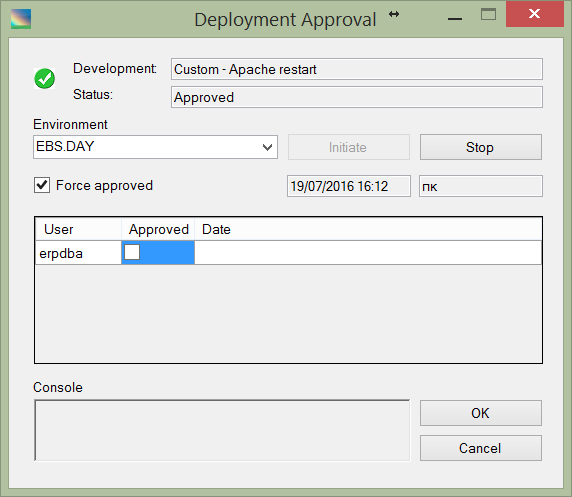 Deployment Approval
Development: Custom - Apache restart
Status: Approved
Environment
EBS.DAY Initiate Stop
Force approved 19/07/2016 16:12 пк
User Approved Date
erpdba
Console
OK
Cancel